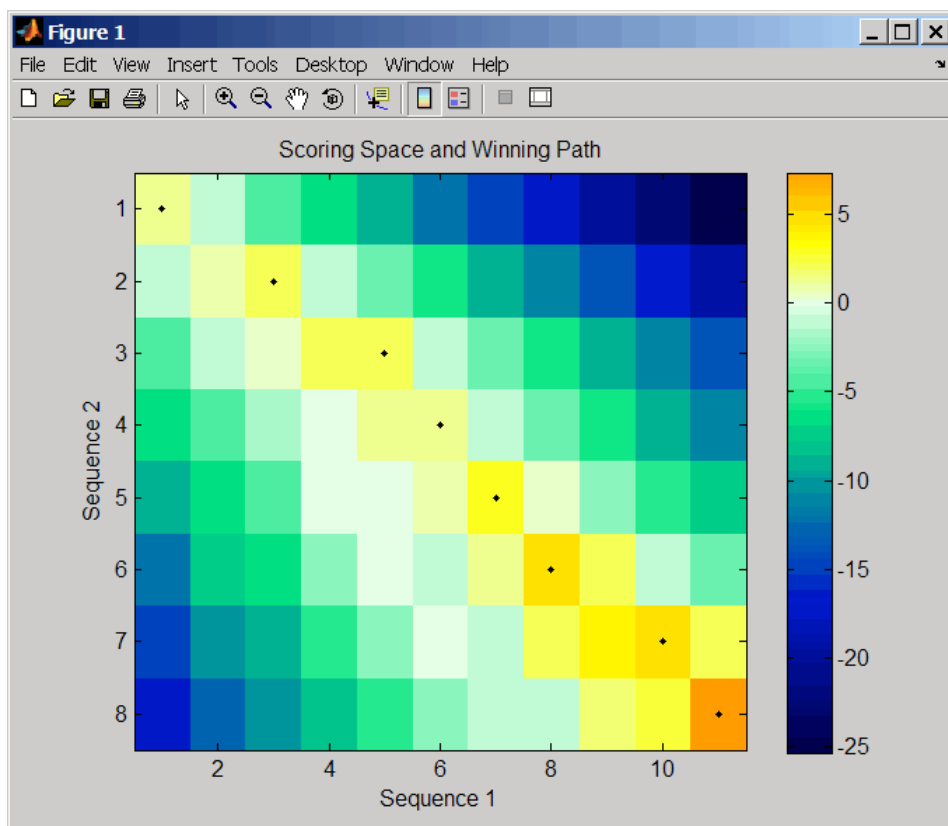 Figure 1
File Edit View Insert Tools Desktop Window Help
Scoring Space and Winning Path
1
2
3
4
5
6
7
8
Sequence 2
2 4 6 8 10
Sequence 1
5
0
-5
-10
-15
-20
-25